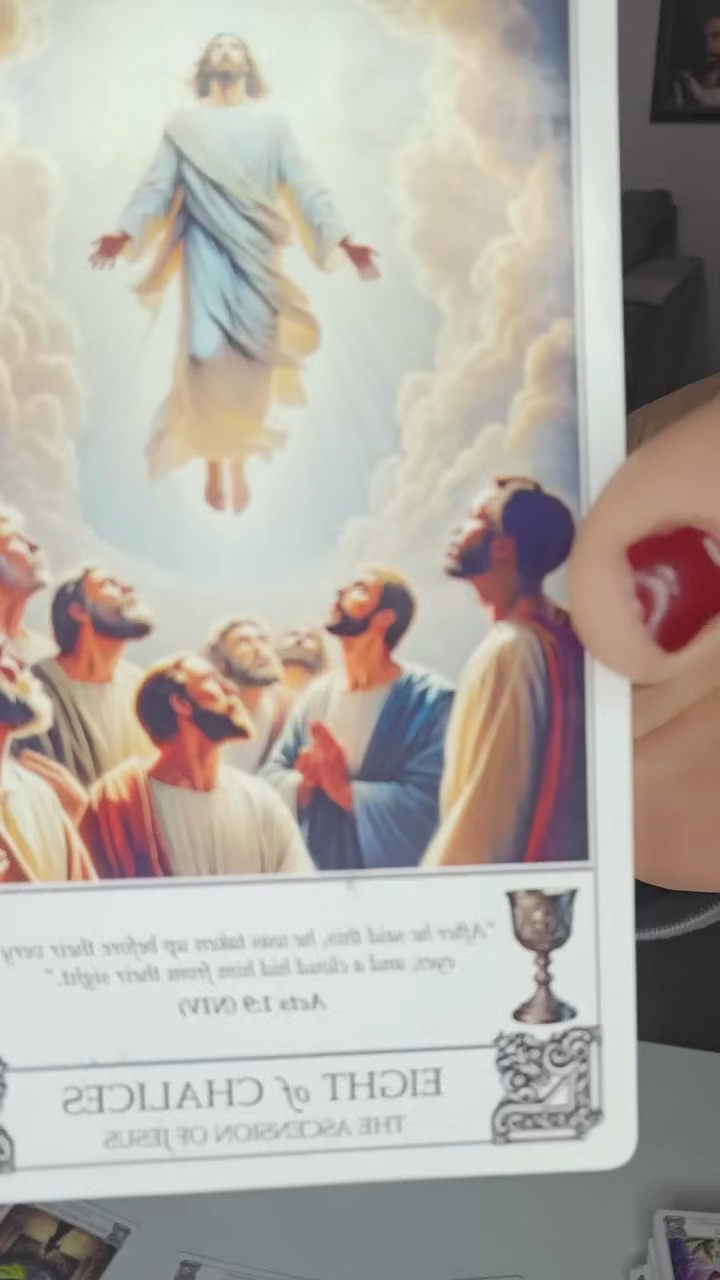 "After he said this, he was taken up before their very
eyes, and a cloud hid him from their sight."
Acts 1:9 (NIV)
EIGHT of CHALICES
THE ASCENSION OF JESUS